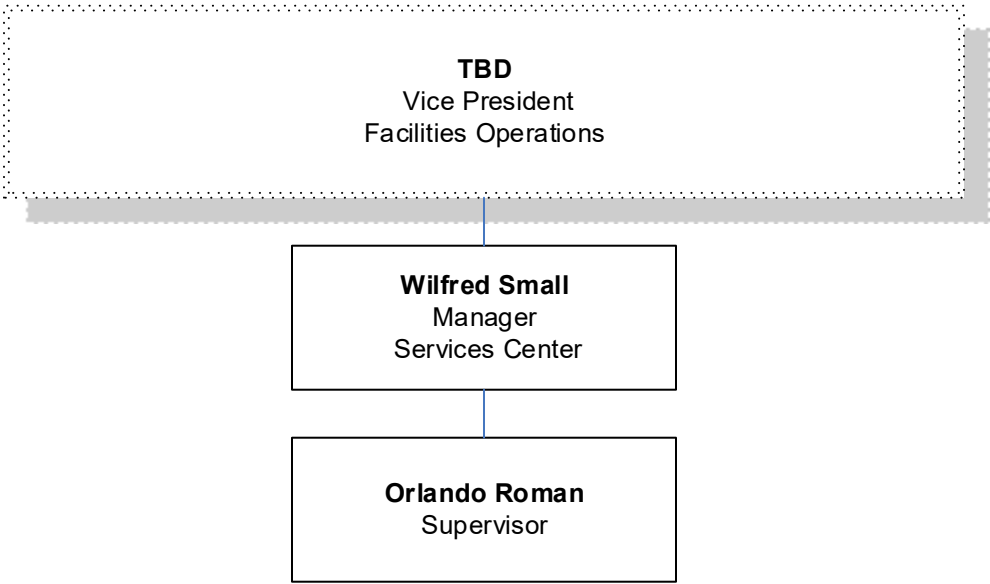 TBD
Vice President
Facilities Operations
Wilfred Small
Manager
Services Center
Orlando Roman
Supervisor